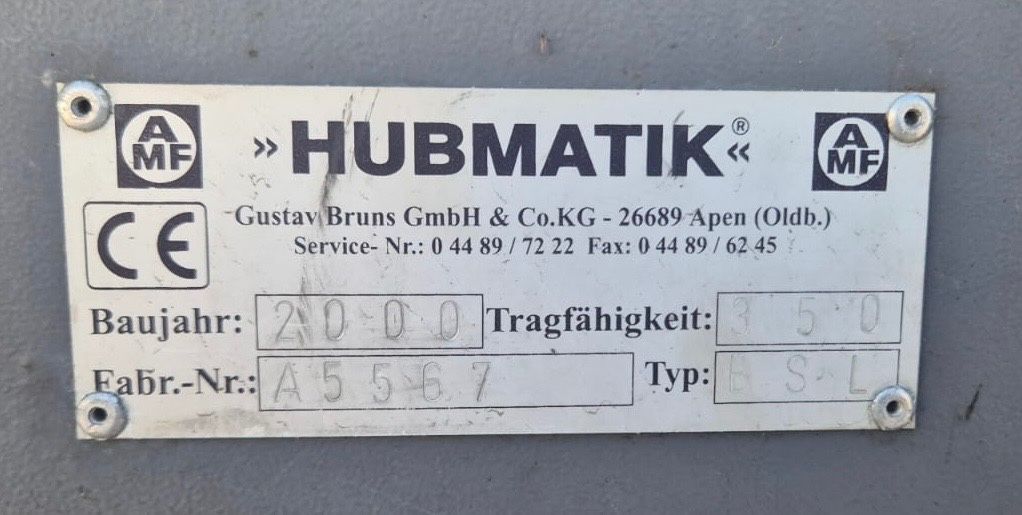 AMF »HUBMATIK®« AMF
CE
Gustav Bruns GmbH & Co.KG - 26689 Apen (Oldb.)
Service- Nr.: 0 44 89 / 72 22 Fax: 0 44 89 / 62 45
Baujahr: 2000 Tragfähigkeit: 350
Fabr.-Nr.: A5567 Typ: BSL